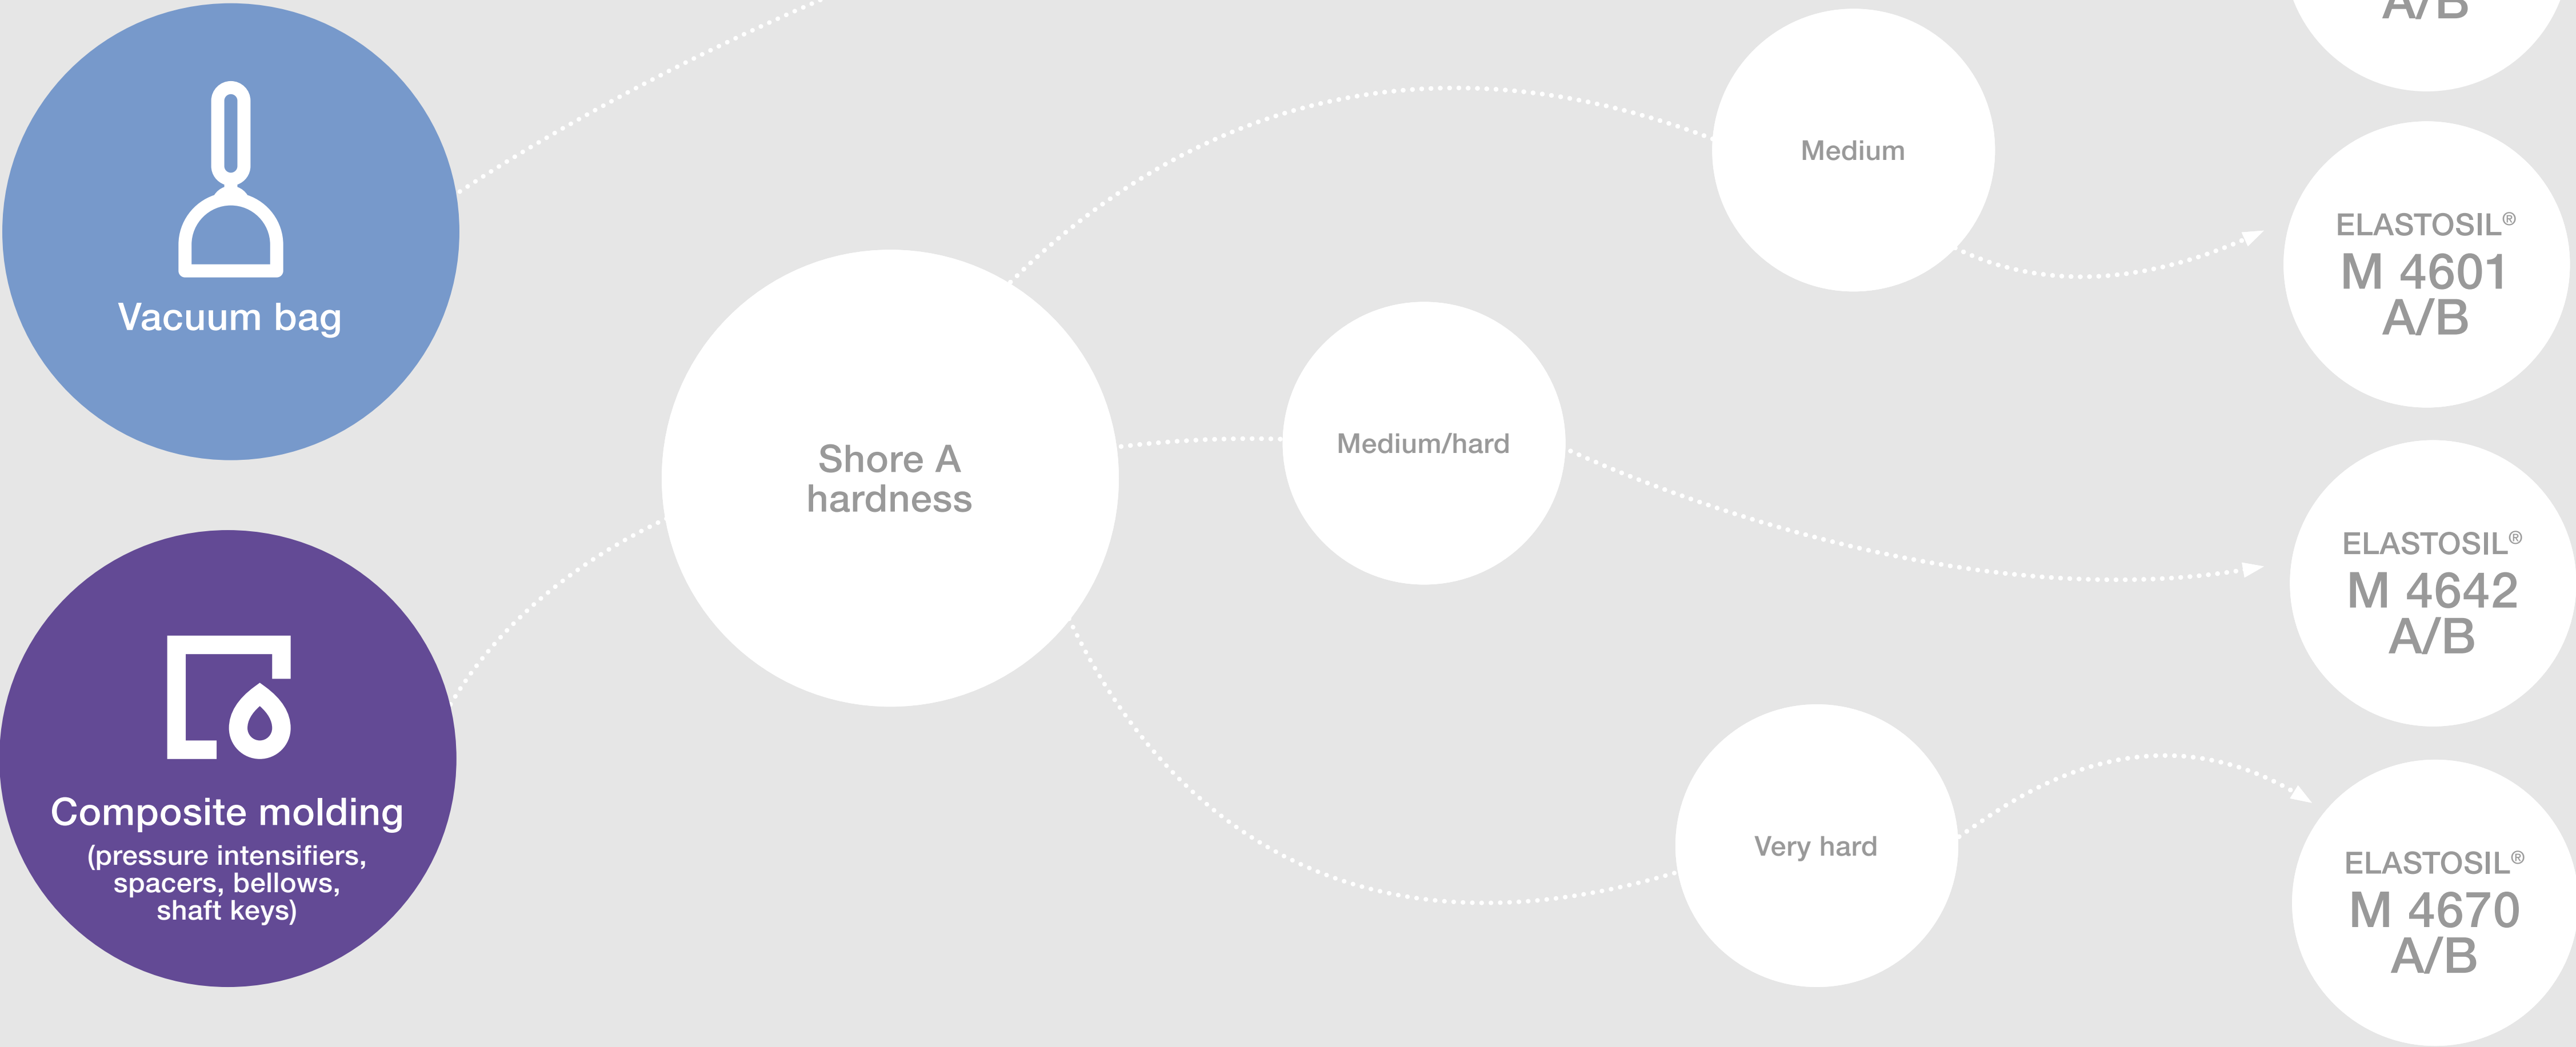 A/B
Medium
ELASTOSIL®
M 4601
A/B
Vacuum bag
Medium/hard
Shore A
hardness
ELASTOSIL®
M 4642
A/B
Composite molding
(pressure intensifiers,
spacers, bellows,
shaft keys)
Very hard
ELASTOSIL®
M 4670
A/B